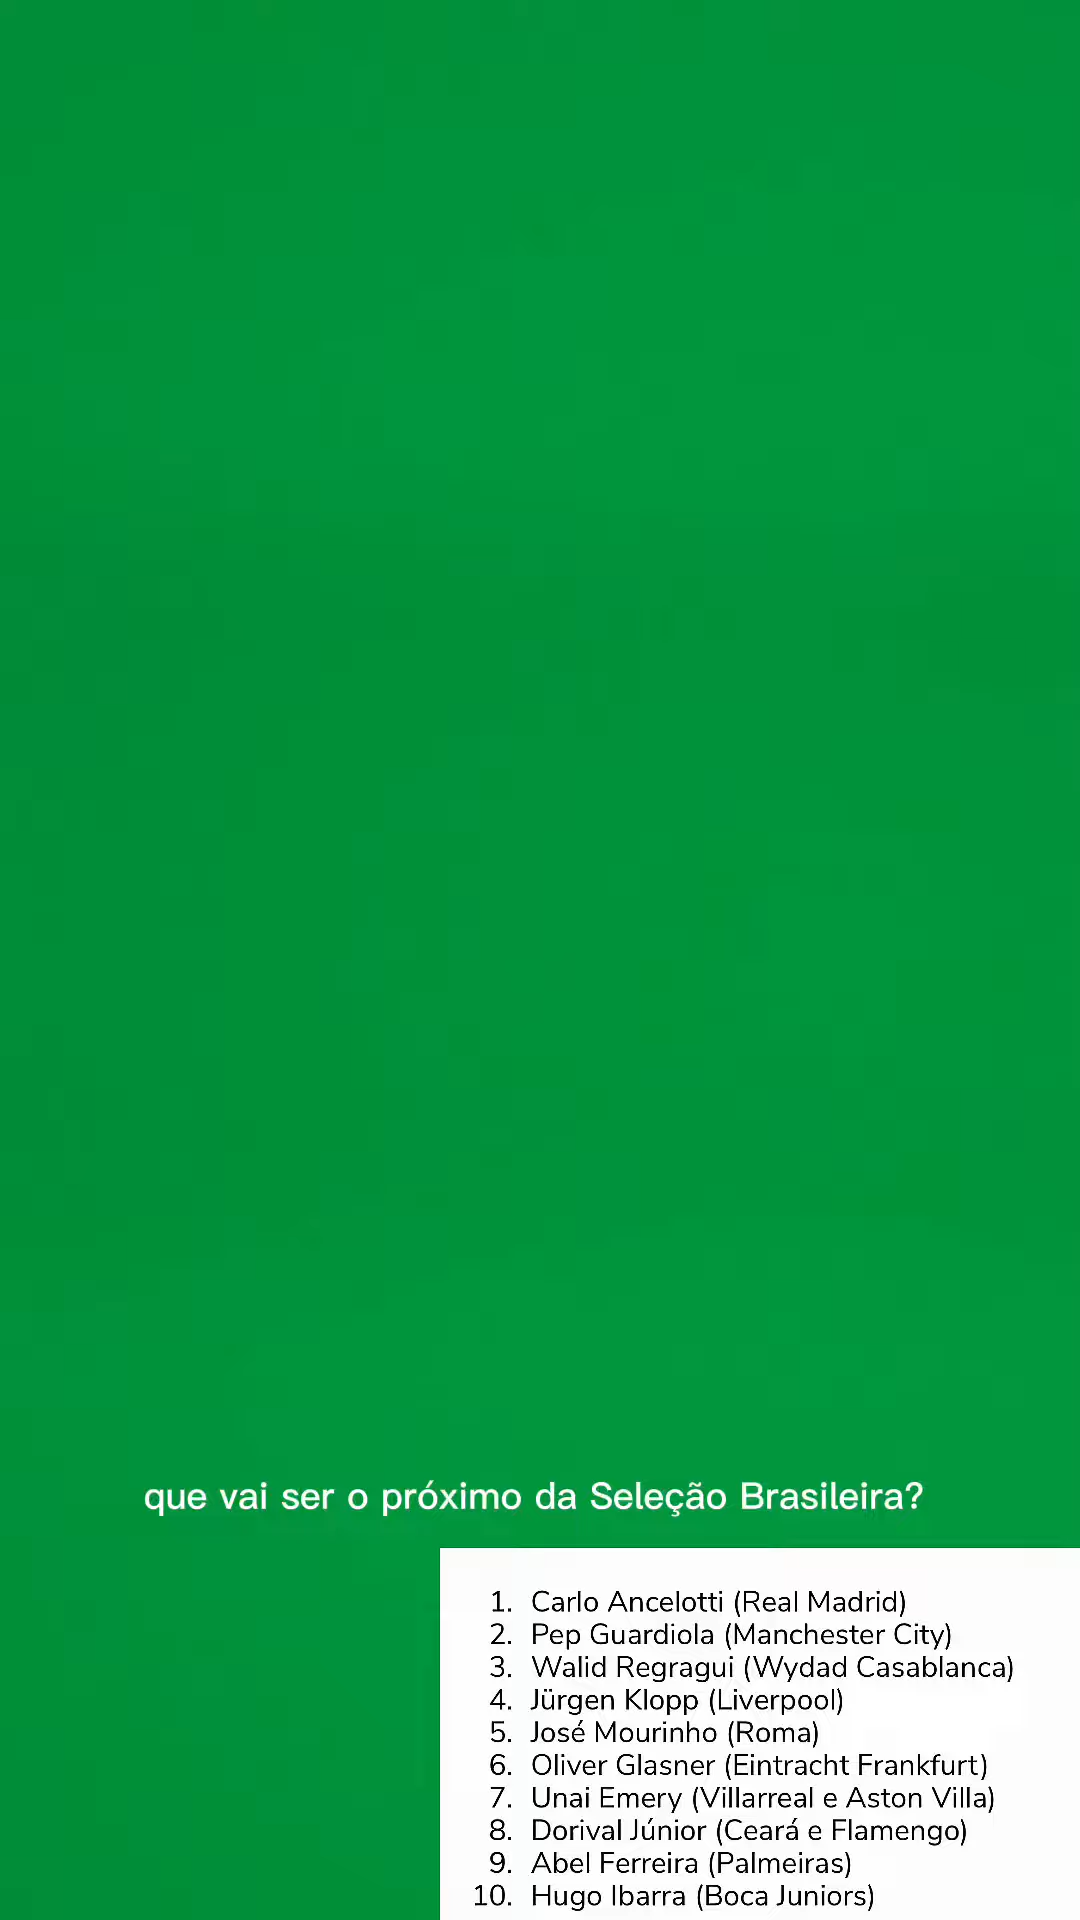 que vai ser o próximo da Seleção Brasileira?
1. Carlo Ancelotti (Real Madrid)
2. Pep Guardiola (Manchester City)
3. Walid Regragui (Wydad Casablanca)
4. Jürgen Klopp (Liverpool)
5. José Mourinho (Roma)
6. Oliver Glasner (Eintracht Frankfurt)
7. Unai Emery (Villarreal e Aston Villa)
8. Dorival Júnior (Ceará e Flamengo)
9. Abel Ferreira (Palmeiras)
10. Hugo Ibarra (Boca Juniors)